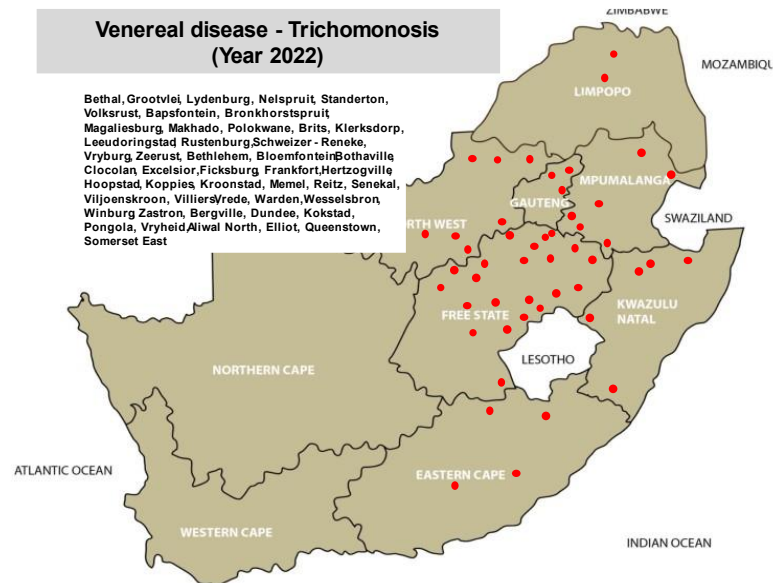 Venereal disease - Trichomonosis
(Year 2022)
ZIMBABWE
MOZAMBIQU
Bethal, Grootvlei, Lydenburg, Nelspruit, Standerton,
Volksrust, Bapsfontein, Bronkhorstspruit,
Magaliesburg, Makhado, Polokwane, Brits, Klerksdorp,
Leeudoringstad, Rustenburg, Schweizer - Reneke,
Vryburg, Zeerust, Bethlehem, Bloemfontein, Bothaville,
Clocolan, Excelsior, Ficksburg, Frankfort, Hertzogville,
Hoopstad, Koppies, Kroonstad, Memel, Reitz, Senekal,
Viljoenskroon, Villiers, Vrede, Warden, Wesselsbron,
Winburg, Zastron, Bergville, Dundee, Kokstad,
Pongola, Vryheid, Aliwal North, Elliot, Queenstown,
Somerset East
LIMPOPO
MPUMALANGA
GAUTENG
SWAZILAND
RTH WEST
KWAZULU
NATAL
FREE STATE
LESOTHO
NORTHERN CAPE
ATLANTIC OCEAN
EASTERN CAPE
WESTERN CAPE
INDIAN OCEAN